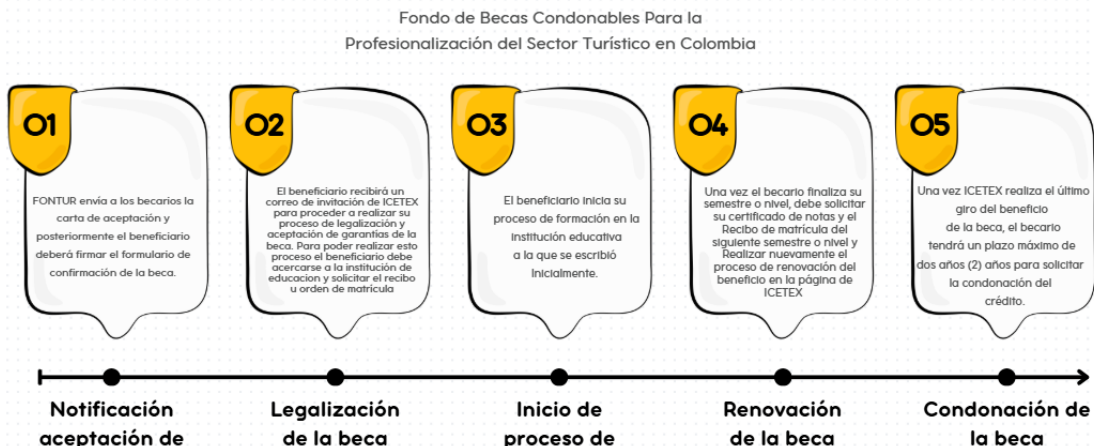 Fondo de Becas Condonables Para la
Profesionalización del Sector Turístico en Colombia
01
FONTUR envía a los becarios la
carta de aceptación y
posteriormente el beneficiario
deberá firmar el formulario de
confirmación de la beca.
02
El beneficiario recibirá un
correo de invitación de ICETEX
para proceder a realizar su
proceso de legalización y
aceptación de garantías de la
beca. Para poder realizar esto
proceso el beneficiario debe
acercarse a la institución de
educacion y solicitar el recibo
u orden de matrícula
03
El beneficiario inicia su
proceso de formación en la
institución educativa
a la que se escribió
Inicialmente.
04
Una vez el becario finaliza su
semestre o nivel, debe solicitar
su certificado de notas y el
Recibo de matrícula del
siguiente semestre o nivel y
Realizar nuevamente el
proceso de renovación del
beneficio en la página de
ICETEX
05
Una vez ICETEX realiza el último
giro del beneficio
de la beca, el becario
tendrá un plazo máximo de
dos años (2) años para solicitar
la condonación del
crédito.
Notificación
aceptación de
Legalización
de la beca
Inicio de
proceso de
Renovación
de la beca
Condonación de
la beca